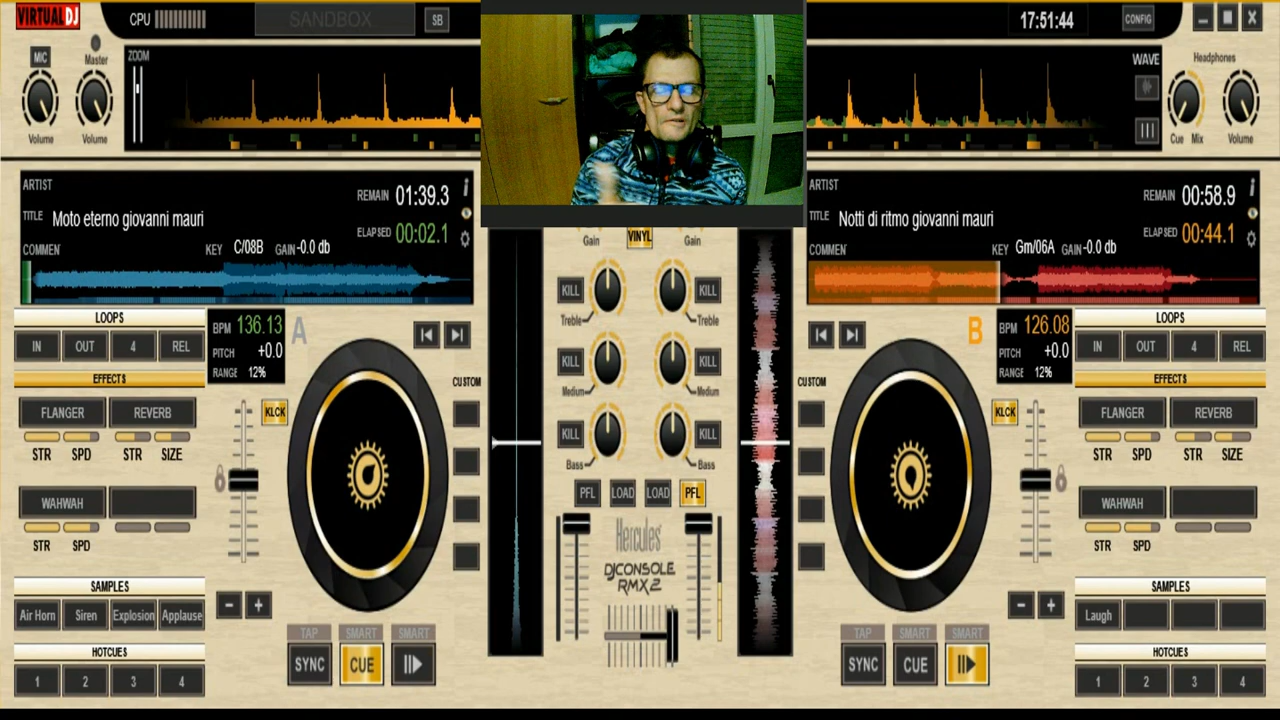 VIRTUAL DJ
CPU
SANDBOX
SB
17:51:44
CONFIG
MIC
Master
Volume
Volume
ZOOM
WAVE
Headphones
Cue Mix
Volume
ARTIST
REMAIN 01:39.3
TITLE Moto eterno giovanni mauri
ELAPSED 00:02.1
COMMEN KEY C/08B GAIN -0.0 db
ARTIST
REMAIN 00:58.9
TITLE Notti di ritmo giovanni mauri
ELAPSED 00:44.1
COMMEN KEY Gm/06A GAIN -0.0 db
LOOPS
IN OUT 4 REL
EFFECTS
FLANGER REVERB
STR SPD STR SIZE
WAHWAH
STR SPD
SAMPLES
Air Horn Siren Explosion Applause
HOTCUES
1 2 3 4
BPM 136.13
PITCH +0.0
RANGE 12%
A
KLCK
CUSTOM
- +
TAP SMART SMART
SYNC CUE
Gain VINYL Gain
KILL KILL
Treble Treble
KILL KILL
Medium Medium
KILL KILL
Bass Bass
PFL LOAD LOAD PFL
Hercules
DJCONSOLE
RMX2
CUSTOM
B
BPM 126.08
PITCH +0.0
RANGE 12%
KLCK
- +
TAP SMART SMART
SYNC CUE
LOOPS
IN OUT 4 REL
EFFECTS
FLANGER REVERB
STR SPD STR SIZE
WAHWAH
STR SPD
SAMPLES
Laugh
HOTCUES
1 2 3 4